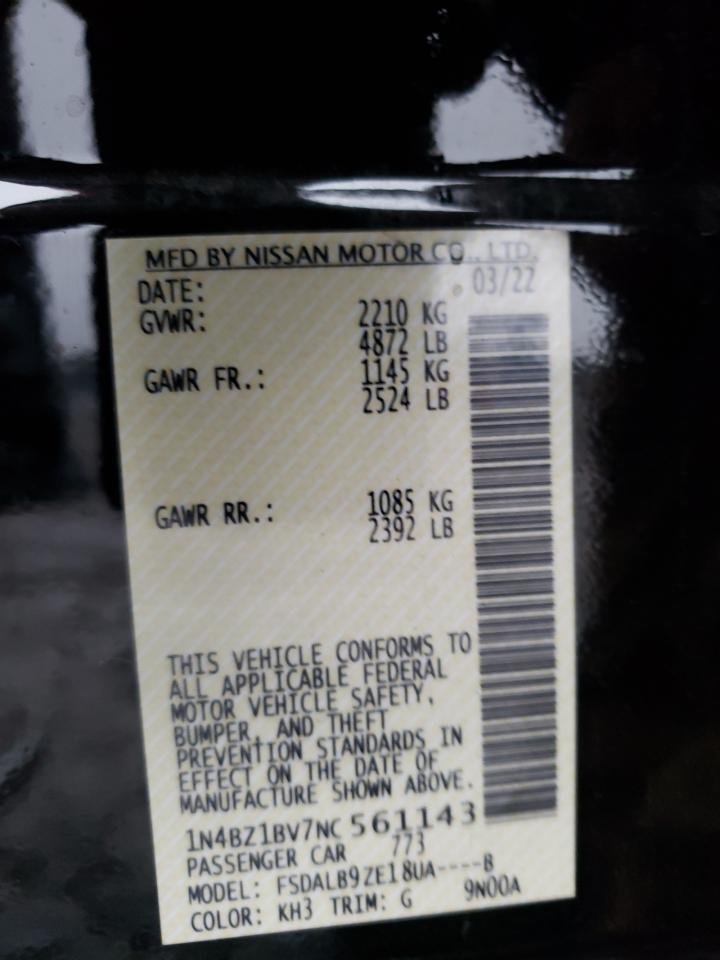 MFD BY NISSAN MOTOR CO., LTD.
DATE: 03/22
GVWR: 2210 KG
4872 LB
GAWR FR.: 1145 KG
2524 LB
GAWR RR.: 1085 KG
2392 LB
THIS VEHICLE CONFORMS TO
ALL APPLICABLE FEDERAL
MOTOR VEHICLE SAFETY,
BUMPER, AND THEFT
PREVENTION STANDARDS IN
EFFECT ON THE DATE OF
MANUFACTURE SHOWN ABOVE.
1N4BZ1BV7NC 561143
PASSENGER CAR 773
MODEL: FSDALB9ZE18UA----B
COLOR: KH3 TRIM: G 9N00A